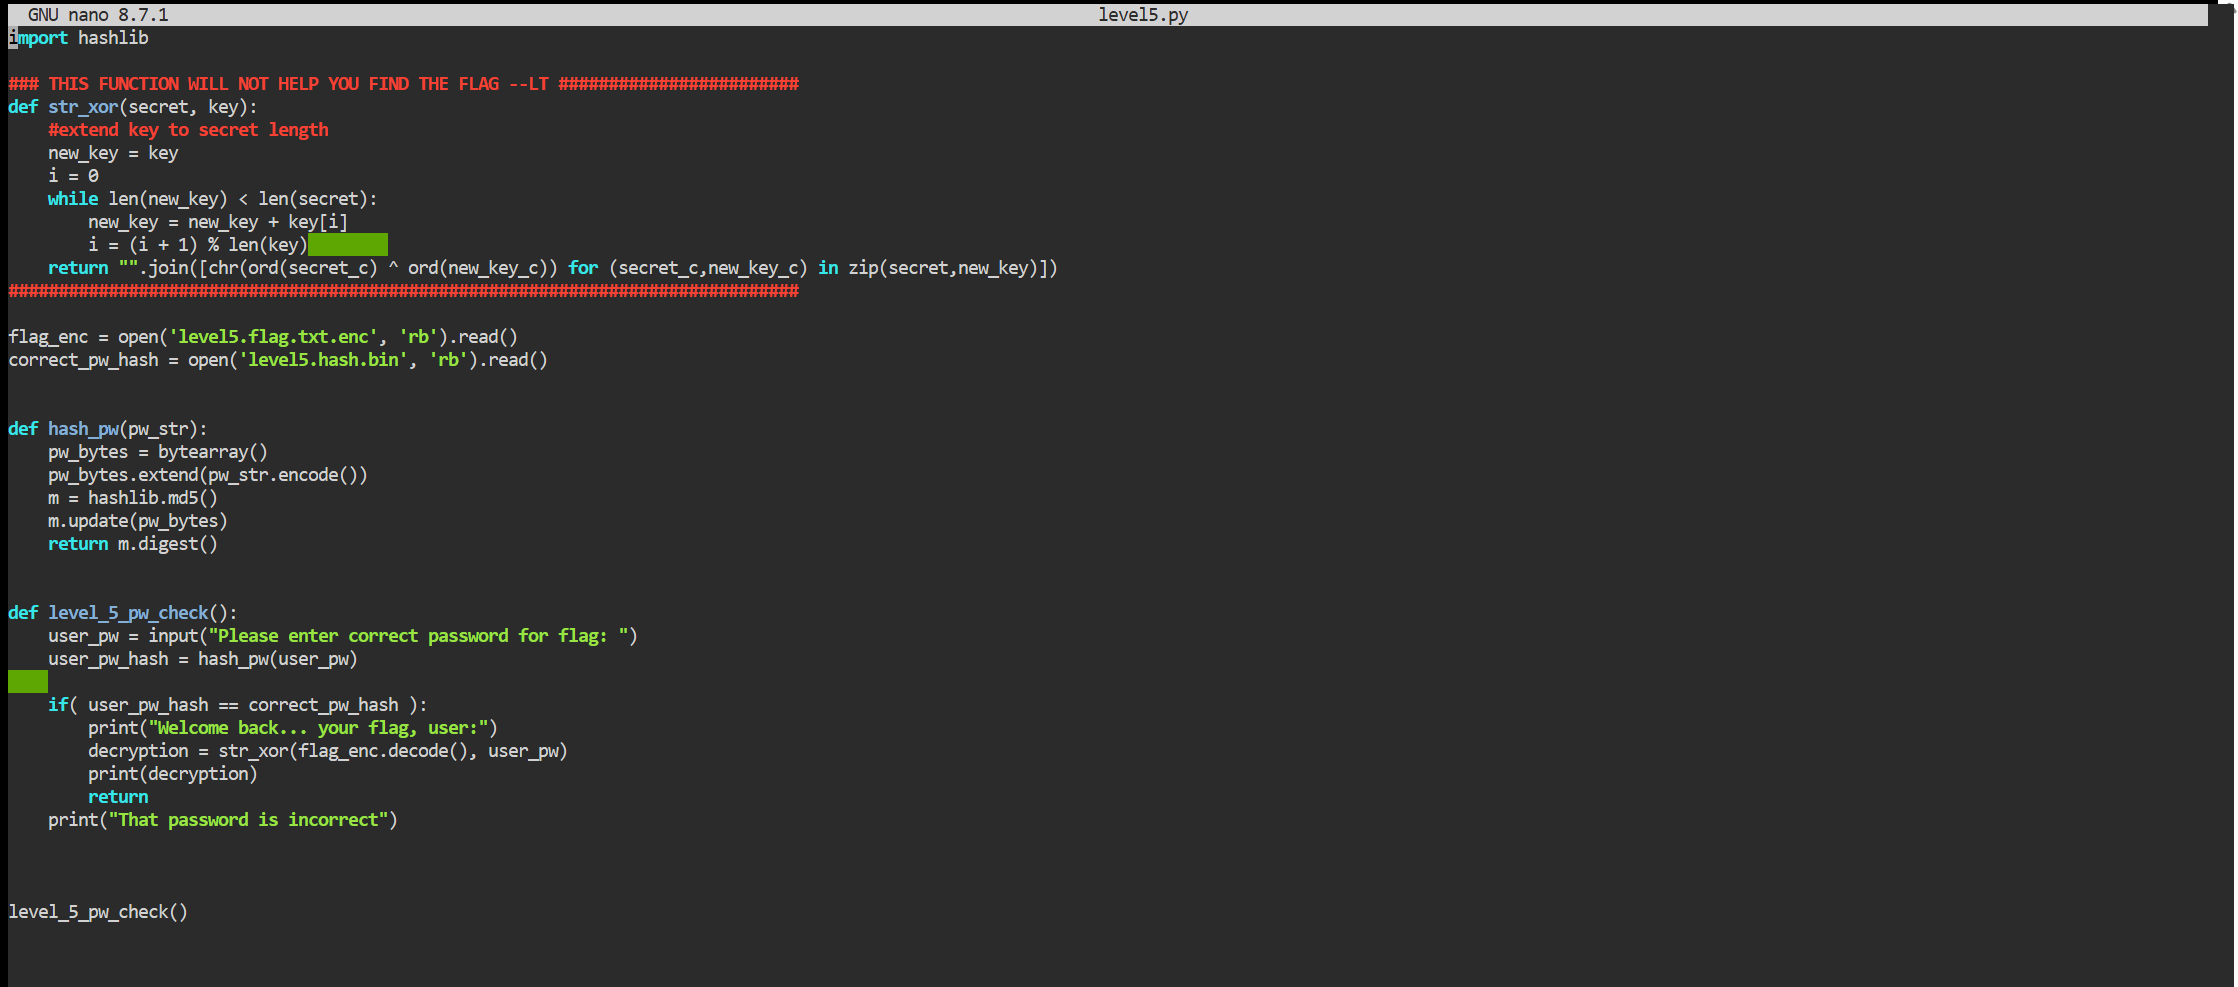 GNU nano 8.7.1 level5.py
import hashlib
### THIS FUNCTION WILL NOT HELP YOU FIND THE FLAG --LT ########################
def str_xor(secret, key):
    #extend key to secret length
    new_key = key
    i = 0
    while len(new_key) < len(secret):
        new_key = new_key + key[i]
        i = (i + 1) % len(key)
    return "".join([chr(ord(secret_c) ^ ord(new_key_c)) for (secret_c,new_key_c) in zip(secret,new_key)])
###############################################################################
flag_enc = open('level5.flag.txt.enc', 'rb').read()
correct_pw_hash = open('level5.hash.bin', 'rb').read()
def hash_pw(pw_str):
    pw_bytes = bytearray()
    pw_bytes.extend(pw_str.encode())
    m = hashlib.md5()
    m.update(pw_bytes)
    return m.digest()
def level_5_pw_check():
    user_pw = input("Please enter correct password for flag: ")
    user_pw_hash = hash_pw(user_pw)
    if( user_pw_hash == correct_pw_hash ):
        print("Welcome back... your flag, user:")
        decryption = str_xor(flag_enc.decode(), user_pw)
        print(decryption)
        return
    print("That password is incorrect")
level_5_pw_check()